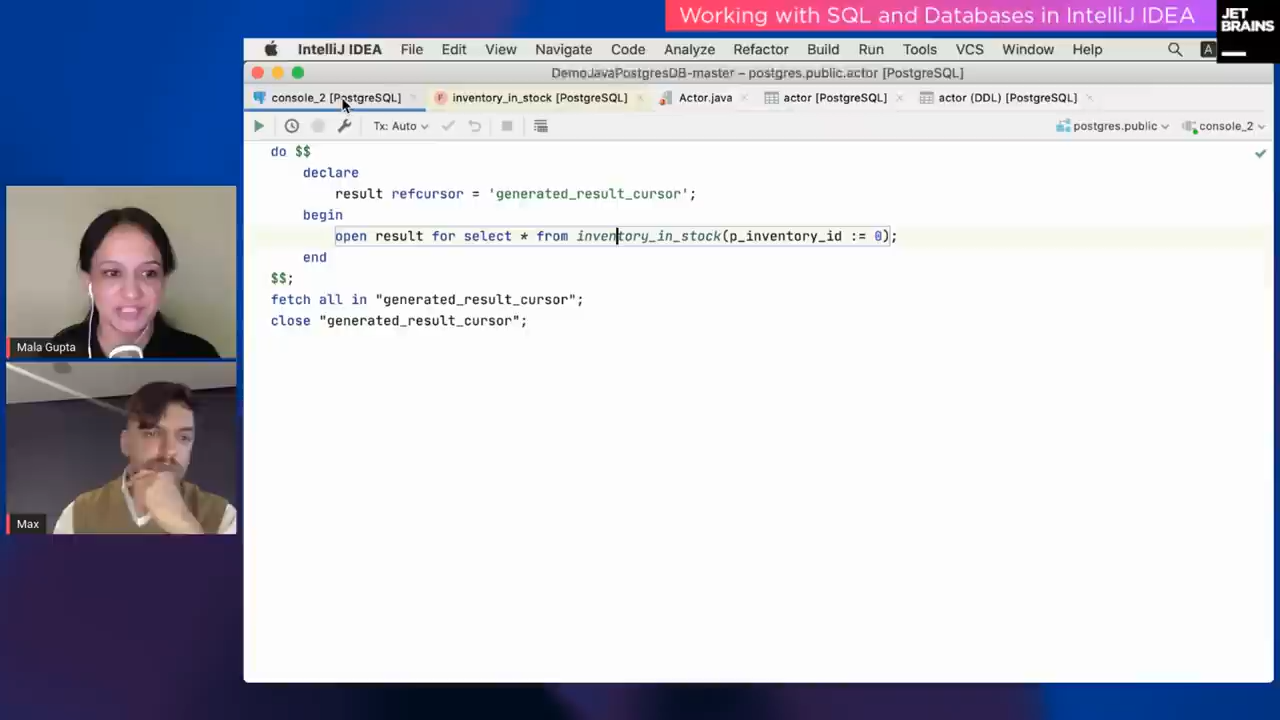 Working with SQL and Databases in IntelliJ IDEA
JET
BRAINS
IntelliJ IDEA File Edit View Navigate Code Analyze Refactor Build Run Tools VCS Window Help A
DemoJavaPostgresDB-master – postgres.public.actor [PostgreSQL]
console_2 [PostgreSQL] inventory_in_stock [PostgreSQL] Actor.java actor [PostgreSQL] actor (DDL) [PostgreSQL]
Tx: Auto postgres.public console_2
do $$
declare
result refcursor = 'generated_result_cursor';
begin
open result for select * from inventory_in_stock(p_inventory_id := 0);
end
$$;
fetch all in "generated_result_cursor";
close "generated_result_cursor";
Mala Gupta
Max